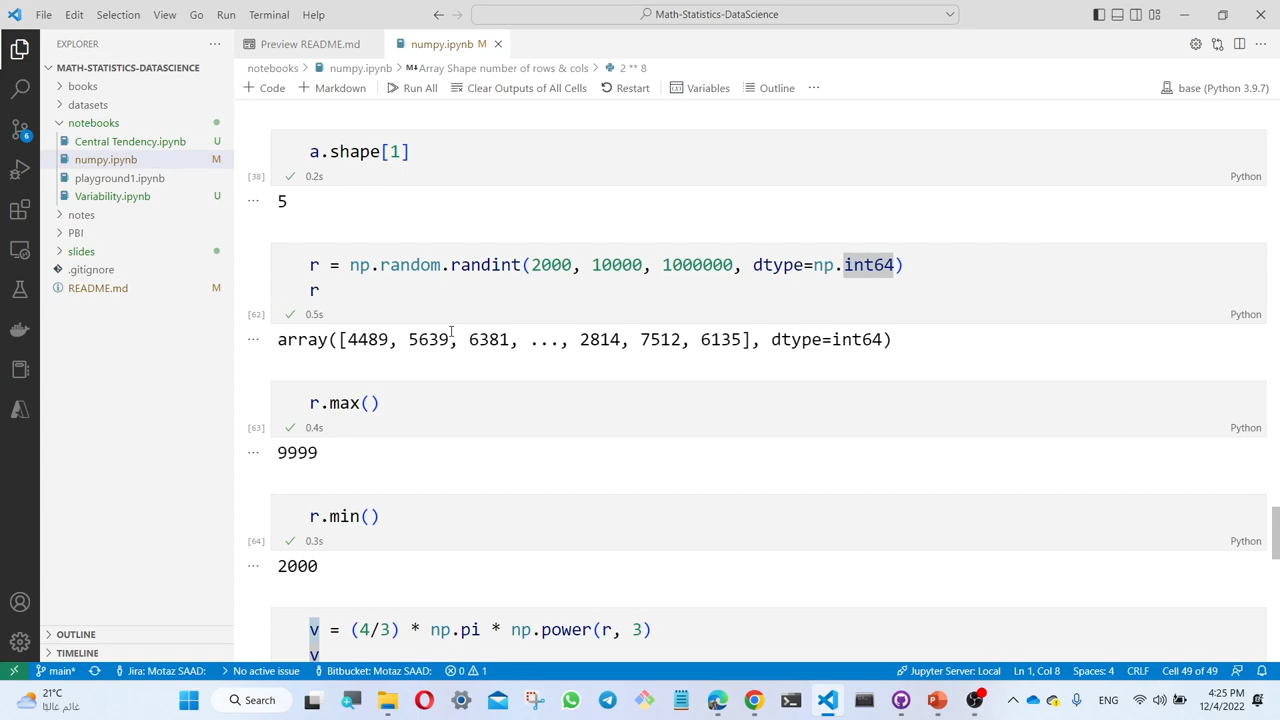 File Edit Selection View Go Run Terminal Help
Math-Statistics-DataScience
EXPLORER
MATH-STATISTICS-DATASCIENCE
books
datasets
notebooks
Central Tendency.ipynb U
numpy.ipynb M
playground1.ipynb
Variability.ipynb U
notes
PBI
slides
.gitignore
README.md M
OUTLINE
TIMELINE
6
Preview README.md
numpy.ipynb M
notebooks > numpy.ipynb > M↓Array Shape number of rows & cols > 2 ** 8
+ Code + Markdown Run All Clear Outputs of All Cells Restart Variables Outline ... base (Python 3.9.7)
a.shape[1]
[38] ✓ 0.2s Python
... 5
r = np.random.randint(2000, 10000, 1000000, dtype=np.int64)
r
[62] ✓ 0.5s Python
... array([4489, 5639, 6381, ..., 2814, 7512, 6135], dtype=int64)
r.max()
[63] ✓ 0.4s Python
... 9999
r.min()
[64] ✓ 0.3s Python
... 2000
v = (4/3) * np.pi * np.power(r, 3)
v
main* Jira: Motaz SAAD: No active issue Bitbucket: Motaz SAAD: 0 1 Jupyter Server: Local Ln 1, Col 8 Spaces: 4 CRLF Cell 49 of 49
21°C
غائم غالبًا
Search
ENG
4:25 PM
12/4/2022